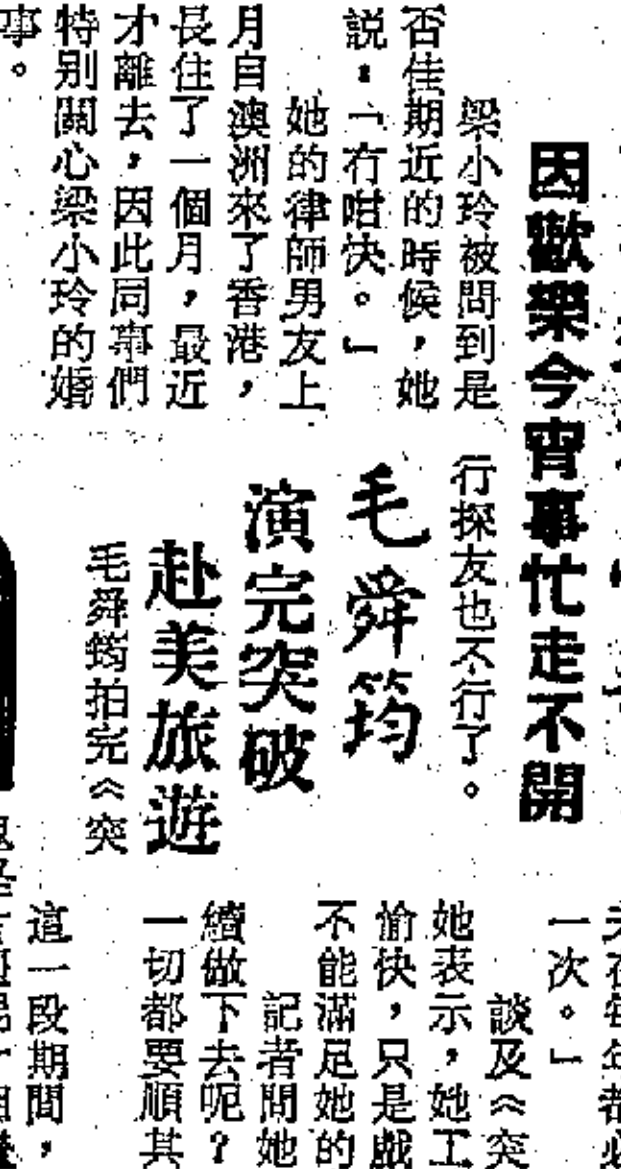 因歡樂今宵事忙走不開
梁小玲被問到是
否佳期近的時候，她
説：「冇咁快。」
她的律師男友上
月自澳洲來了香港，
長住了一個月，最近
才離去，因此同事們
特别關心梁小玲的婚
事。
行探友也不行了。
毛舜筠
演完突破
赴美旅遊
毛舜筠拍完《突
一次。」
談及《突
她表示，她工
愉快，只是戲
不能滿足她的
記者問她
續做下去呢？
一切都要順其
這一段期間，